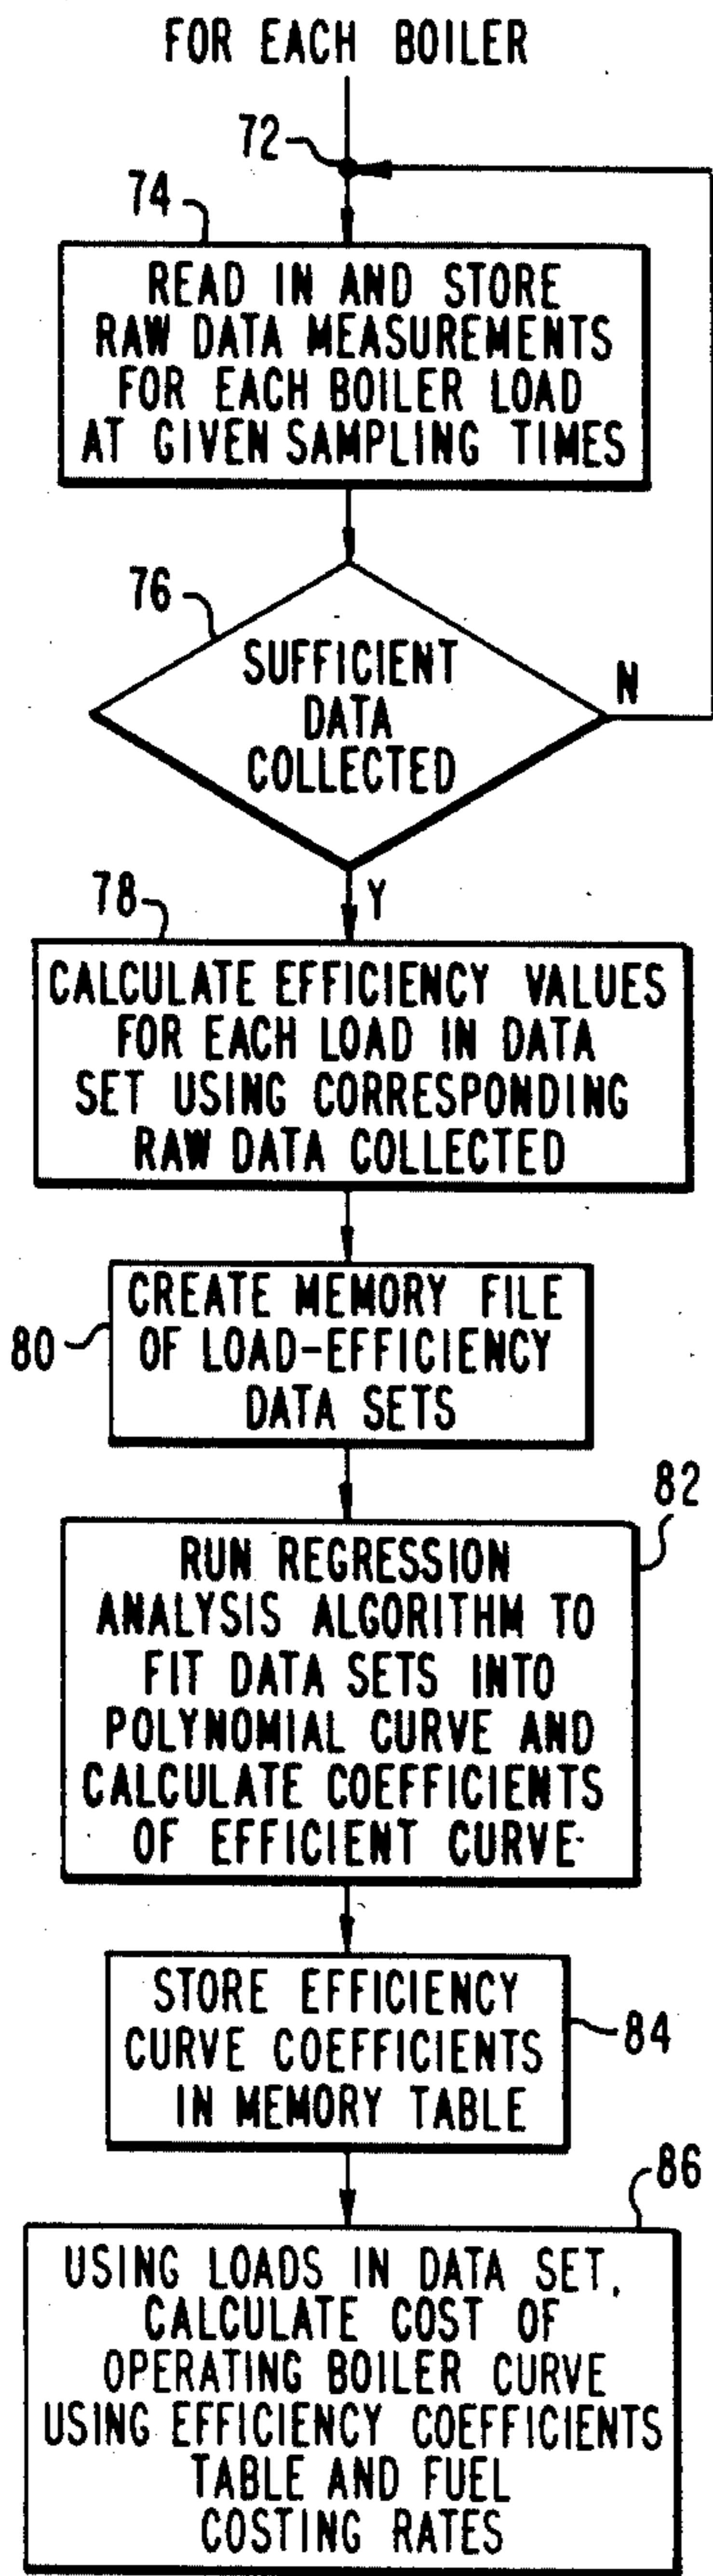 FOR EACH BOILER
72
74
READ IN AND STORE
RAW DATA MEASUREMENTS
FOR EACH BOILER LOAD
AT GIVEN SAMPLING TIMES
76
SUFFICIENT
DATA
COLLECTED
N
Y
78
CALCULATE EFFICIENCY VALUES
FOR EACH LOAD IN DATA
SET USING CORRESPONDING
RAW DATA COLLECTED
80
CREATE MEMORY FILE
OF LOAD-EFFICIENCY
DATA SETS
82
RUN REGRESSION
ANALYSIS ALGORITHM TO
FIT DATA SETS INTO
POLYNOMIAL CURVE AND
CALCULATE COEFFICIENTS
OF EFFICIENT CURVE
84
STORE EFFICIENCY
CURVE COEFFICIENTS
IN MEMORY TABLE
86
USING LOADS IN DATA SET,
CALCULATE COST OF
OPERATING BOILER CURVE
USING EFFICIENCY COEFFICIENTS
TABLE AND FUEL
COSTING RATES